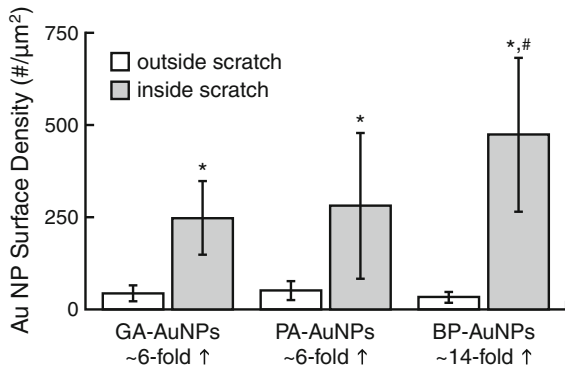 Au NP Surface Density (#/μm²)
750
500
250
0
outside scratch
inside scratch
*
*
*,#
GA-AuNPs
~6-fold ↑
PA-AuNPs
~6-fold ↑
BP-AuNPs
~14-fold ↑